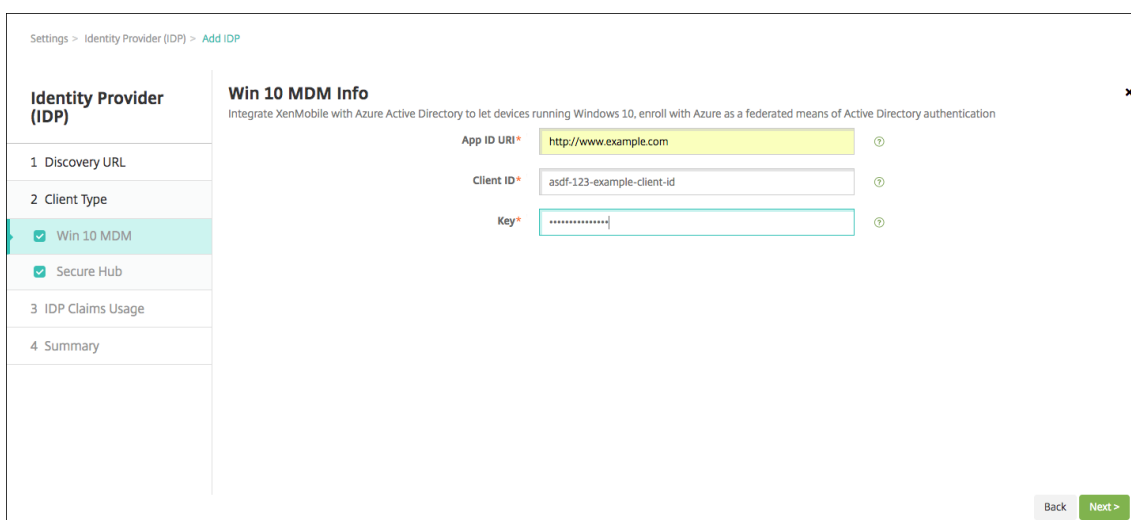 Settings > Identity Provider (IDP) > Add IDP
Identity Provider
(IDP)
1 Discovery URL
2 Client Type
Win 10 MDM
Secure Hub
3 IDP Claims Usage
4 Summary
Win 10 MDM Info
Integrate XenMobile with Azure Active Directory to let devices running Windows 10, enroll with Azure as a federated means of Active Directory authentication
App ID URI* http://www.example.com
Client ID* asdf-123-example-client-id
Key* •••••••••••••••
Back Next >